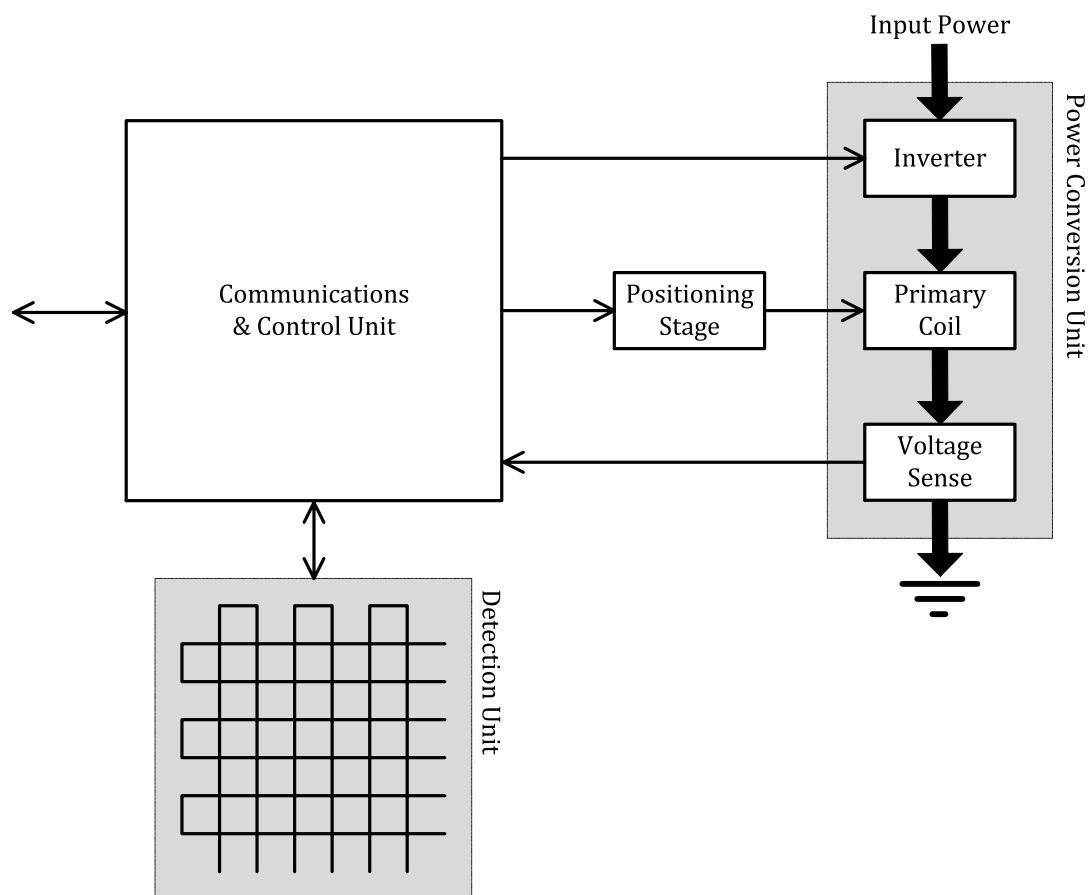 Input Power
Inverter
Power Conversion Unit
Communications
& Control Unit
Positioning
Stage
Primary
Coil
Voltage
Sense
Detection Unit